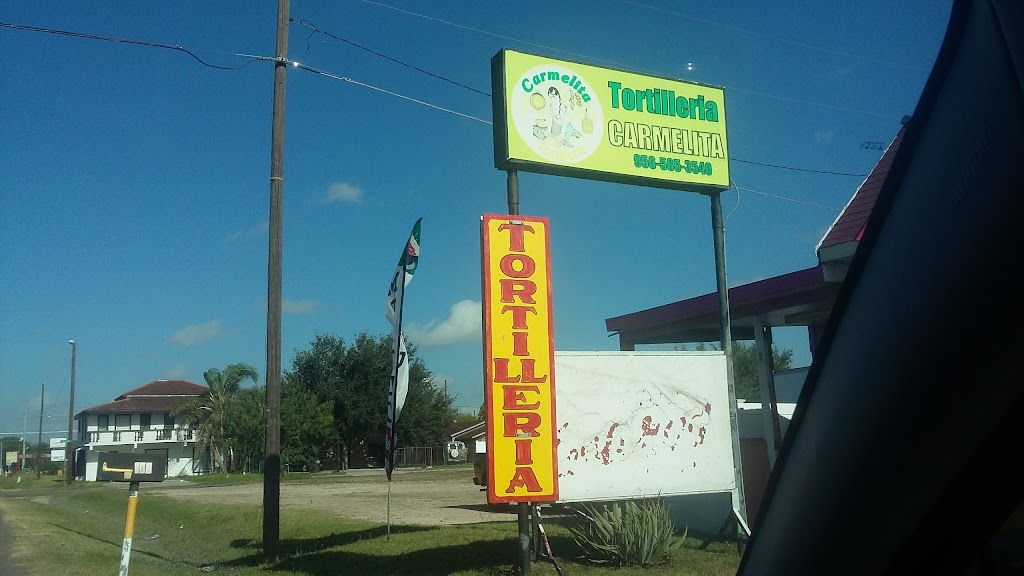 Carmelita
Tortilleria
CARMELITA
956-585-3540
TORTILLERIA